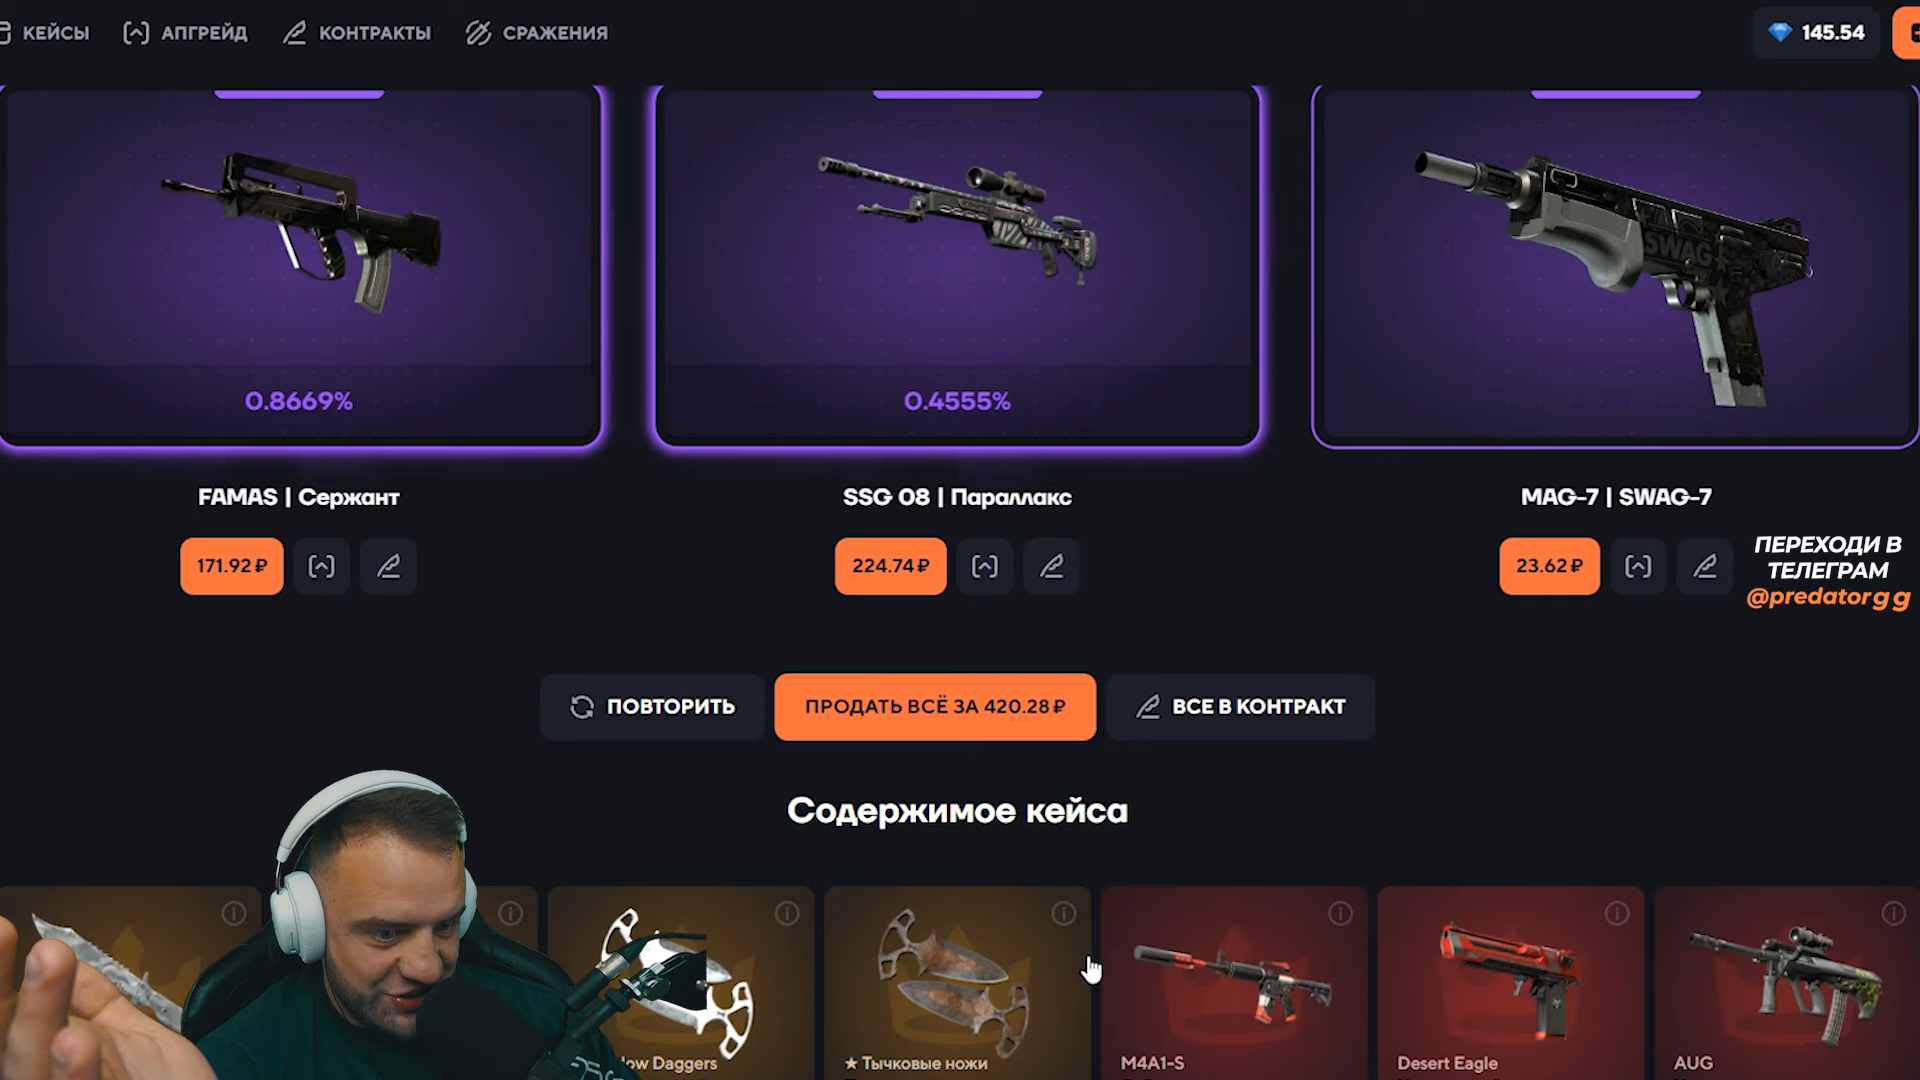 КЕЙСЫ
АПГРЕЙД
КОНТРАКТЫ
СРАЖЕНИЯ
145.54
SWAG
0.8669%
0.4555%
FAMAS | Сержант
SSG 08 | Параллакс
MAG-7 | SWAG-7
171.92 ₽
224.74 ₽
23.62 ₽
ПЕРЕХОДИ В
ТЕЛЕГРАМ
@predatorgg
ПОВТОРИТЬ
ПРОДАТЬ ВСЁ ЗА 420.28 ₽
ВСЕ В КОНТРАКТ
Содержимое кейса
Daggers
★ Тычковые ножи
M4A1-S
Desert Eagle
AUG